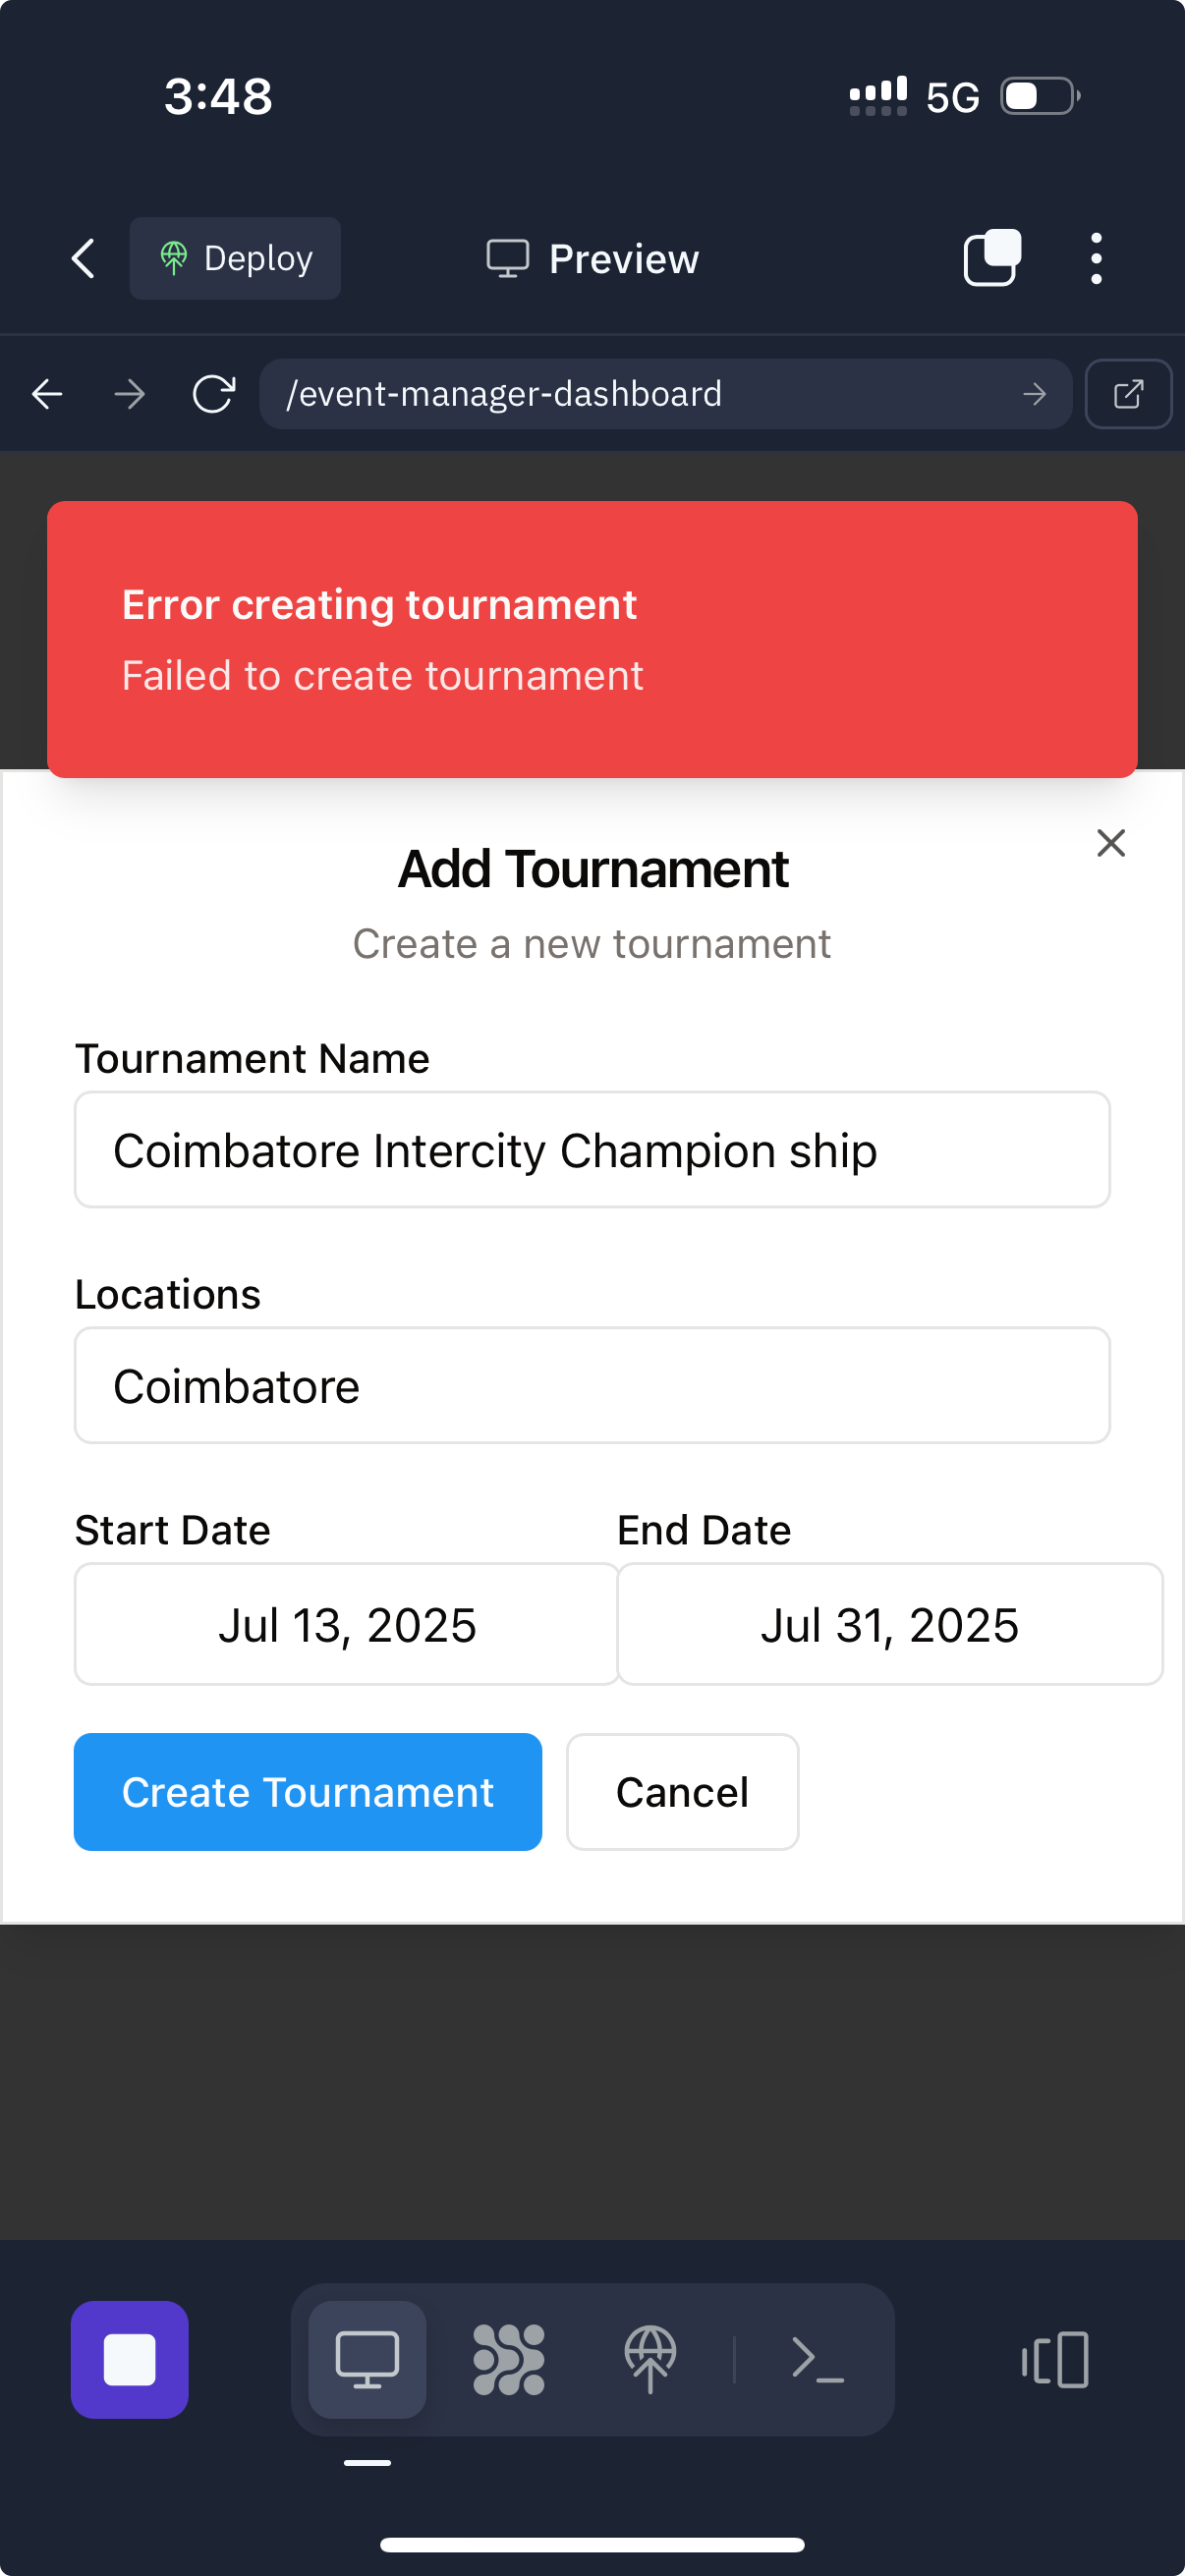 3:48
5G
Deploy
Preview
/event-manager-dashboard
Error creating tournament
Failed to create tournament
Add Tournament
Create a new tournament
Tournament Name
Coimbatore Intercity Champion ship
Locations
Coimbatore
Start Date End Date
Jul 13, 2025 Jul 31, 2025
Create Tournament Cancel